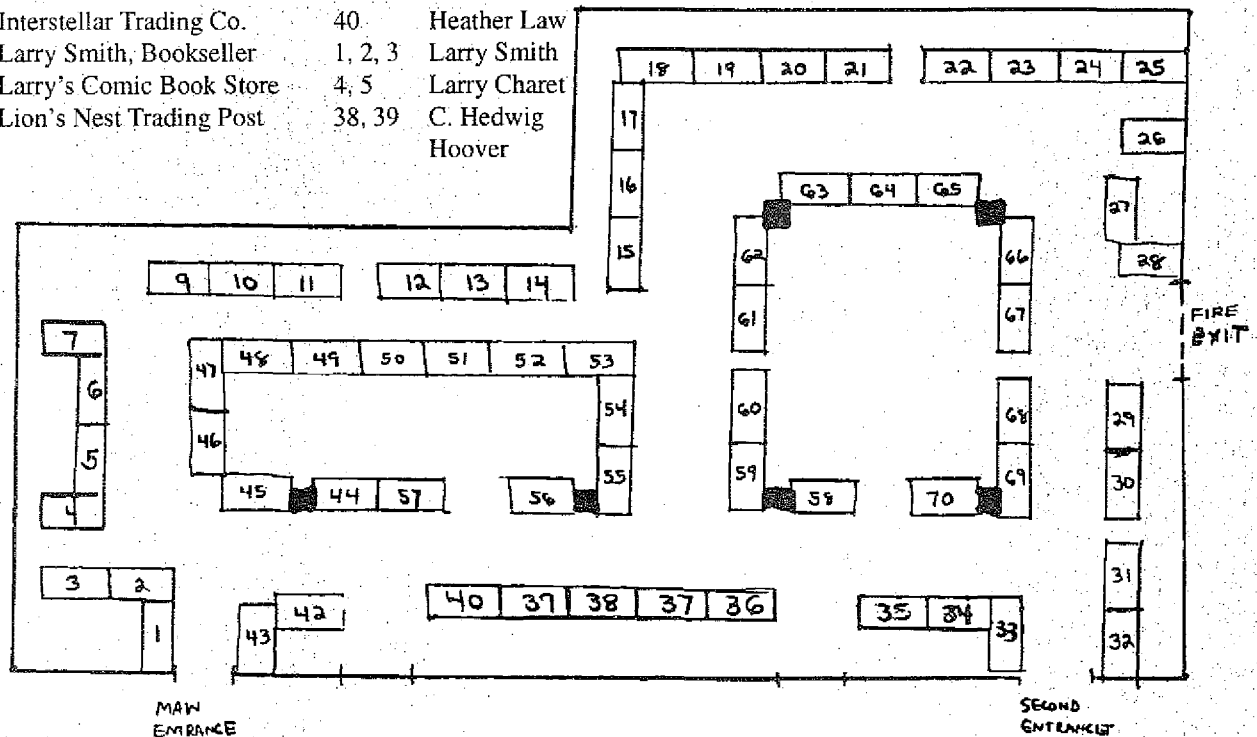 Interstellar Trading Co. 40 Heather Law
Larry Smith, Bookseller 1, 2, 3 Larry Smith
Larry's Comic Book Store 4, 5 Larry Charet
Lion's Nest Trading Post 38, 39 C. Hedwig
Hoover
18 19 20 21 22 23 24 25
17
26
16
63 64 65
27
15
62
66
28
9 10 11 12 13 14
61
67
FIRE
EXIT
7
47
48 49 50 51 52 53
6
54
60
68
29
46
5
55
59
69
30
45 44 57 56 58 70
4
3 2
31
40 37 38 37 36
42
35 34 33
1
43
32
MAIN
ENTRANCE
SECOND
ENTRANCE